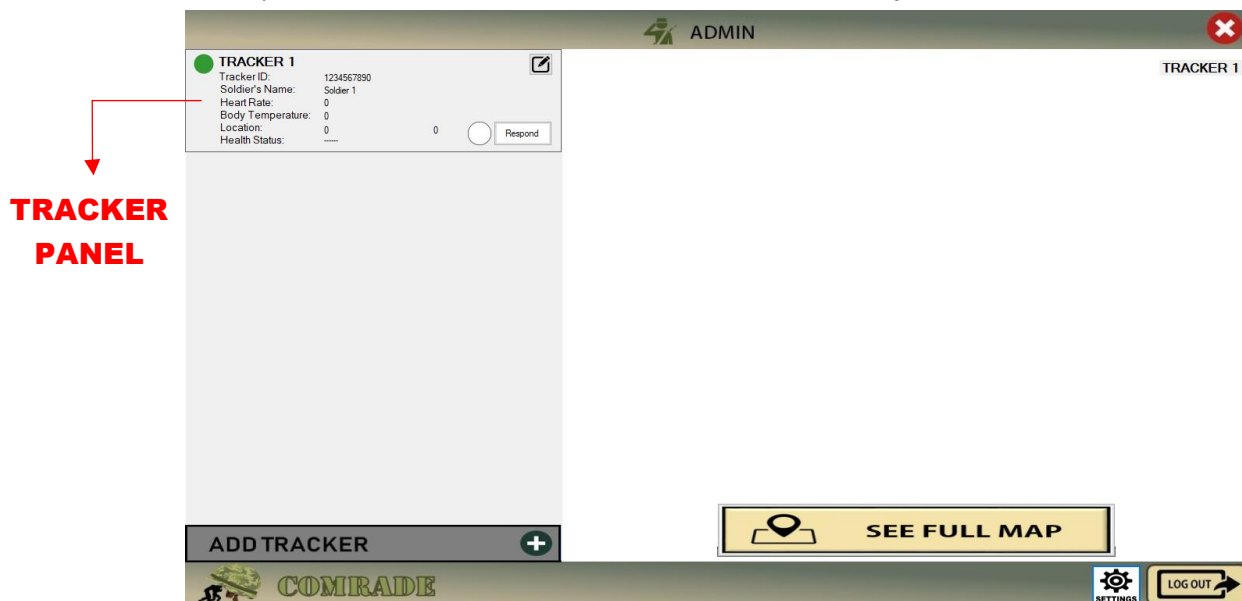 ADMIN
TRACKER 1
Tracker ID: 1234567890
Soldier's Name: Soldier 1
Heart Rate: 0
Body Temperature: 0
Location: 0 0
Health Status: -----
Respond
TRACKER 1
TRACKER
PANEL
SEE FULL MAP
ADD TRACKER
COMRADE
SETTINGS
LOG OUT